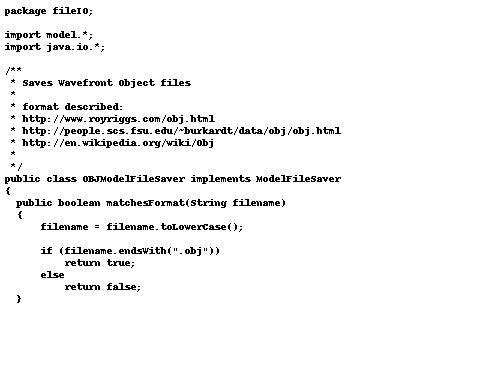 package fileIO;

import model.*;
import java.io.*;

/**
 * Saves Wavefront Object files
 *
 * format described:
 * http://www.royriggs.com/obj.html
 * http://people.scs.fsu.edu/~burkardt/data/obj/obj.html
 * http://en.wikipedia.org/wiki/Obj
 *
 */
public class OBJModelFileSaver implements ModelFileSaver
{
  public boolean matchesFormat(String filename)
  {
      filename = filename.toLowerCase();

      if (filename.endsWith(".obj"))
          return true;
      else
          return false;
  }